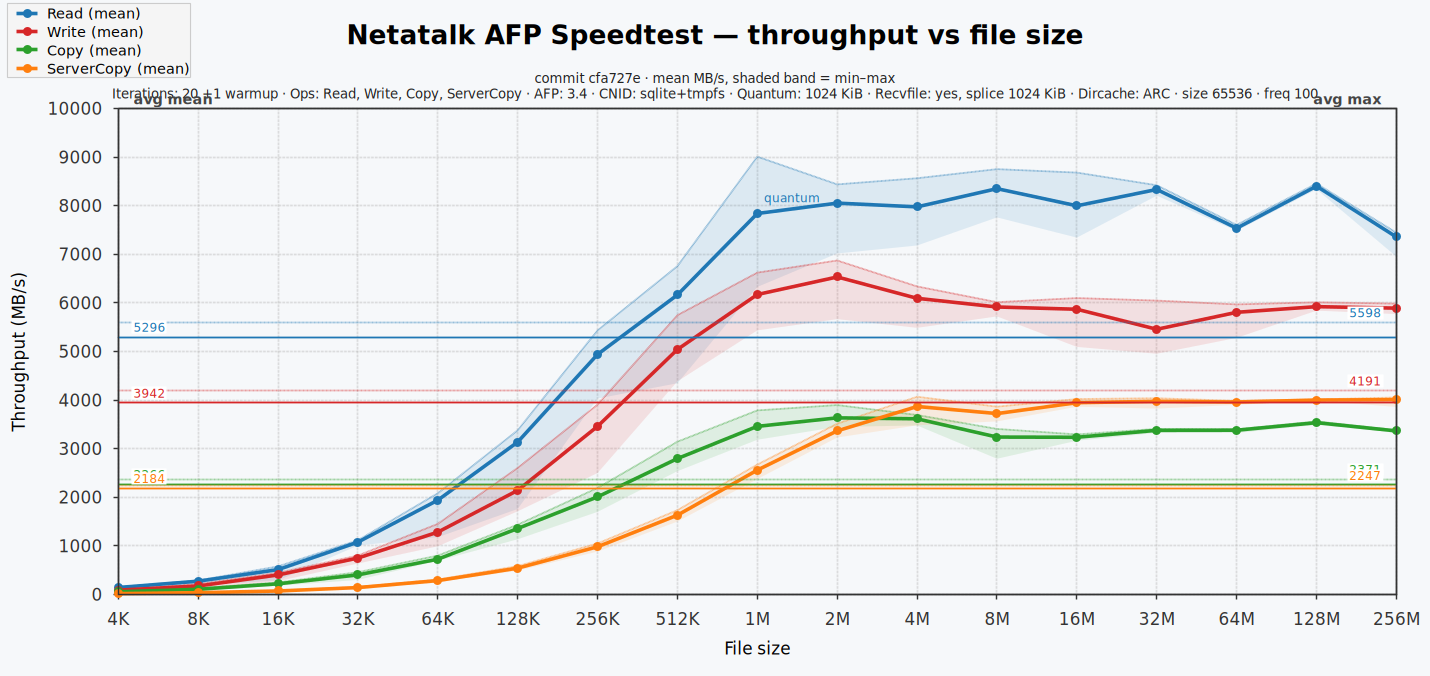 Read (mean)
Write (mean)
Copy (mean)
ServerCopy (mean)
Netatalk AFP Speedtest — throughput vs file size
commit cfa727e · mean MB/s, shaded band = min–max
Iterations: 20 +1 warmup · Ops: Read, Write, Copy, ServerCopy · AFP: 3.4 · CNID: sqlite+tmpfs · Quantum: 1024 KiB · Recvfile: yes, splice 1024 KiB · Dircache: ARC · size 65536 · freq 100
avg mean
avg max
10000
9000
8000
7000
6000
5000
4000
3000
2000
1000
0
Throughput (MB/s)
quantum
5296
3942
2184
5598
4191
2371
2247
4K 8K 16K 32K 64K 128K 256K 512K 1M 2M 4M 8M 16M 32M 64M 128M 256M
File size